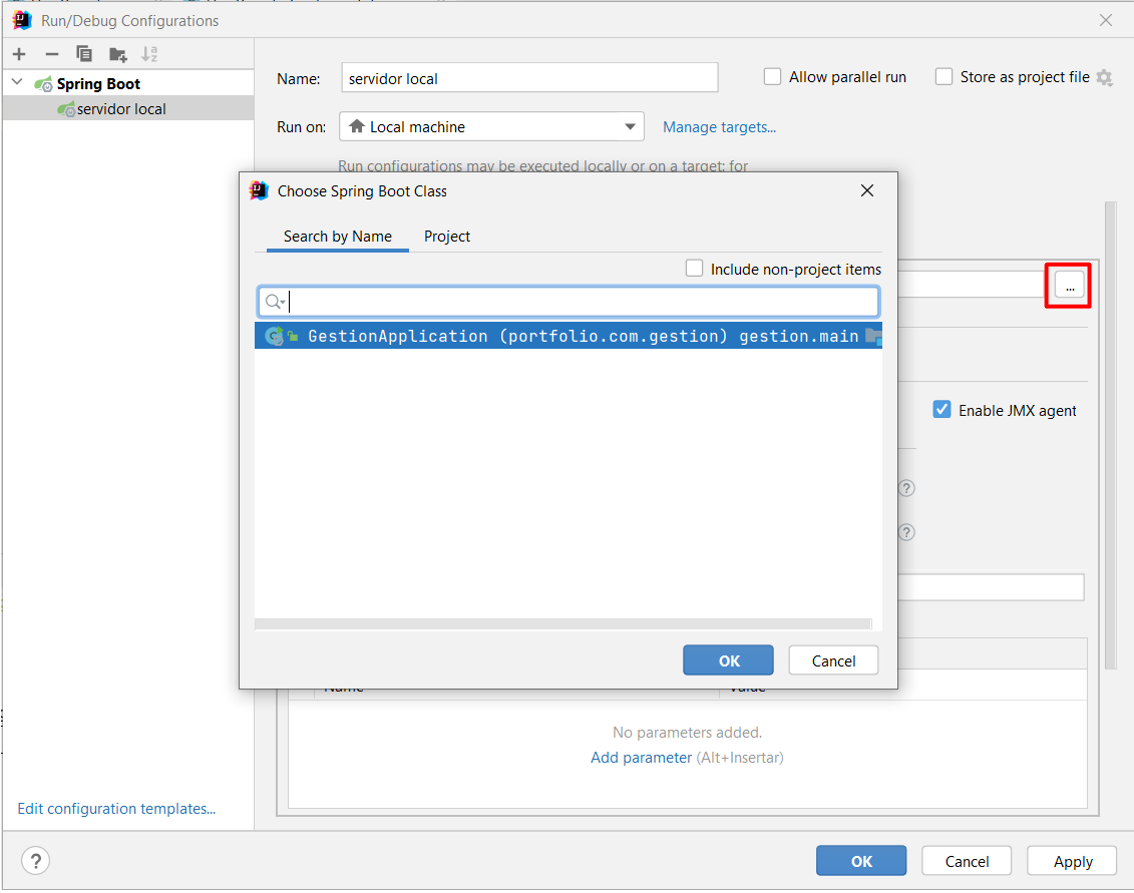 Run/Debug Configurations
Spring Boot
servidor local
Edit configuration templates...
Name:
servidor local
Allow parallel run
Store as project file
Run on:
Local machine
Manage targets...
Run configurations may be executed locally or on a target: for
Choose Spring Boot Class
Search by Name
Project
Include non-project items
...
GestionApplication (portfolio.com.gestion) gestion.main
Enable JMX agent
?
?
OK
Cancel
Name
Value
No parameters added.
Add parameter (Alt+Insertar)
?
OK
Cancel
Apply